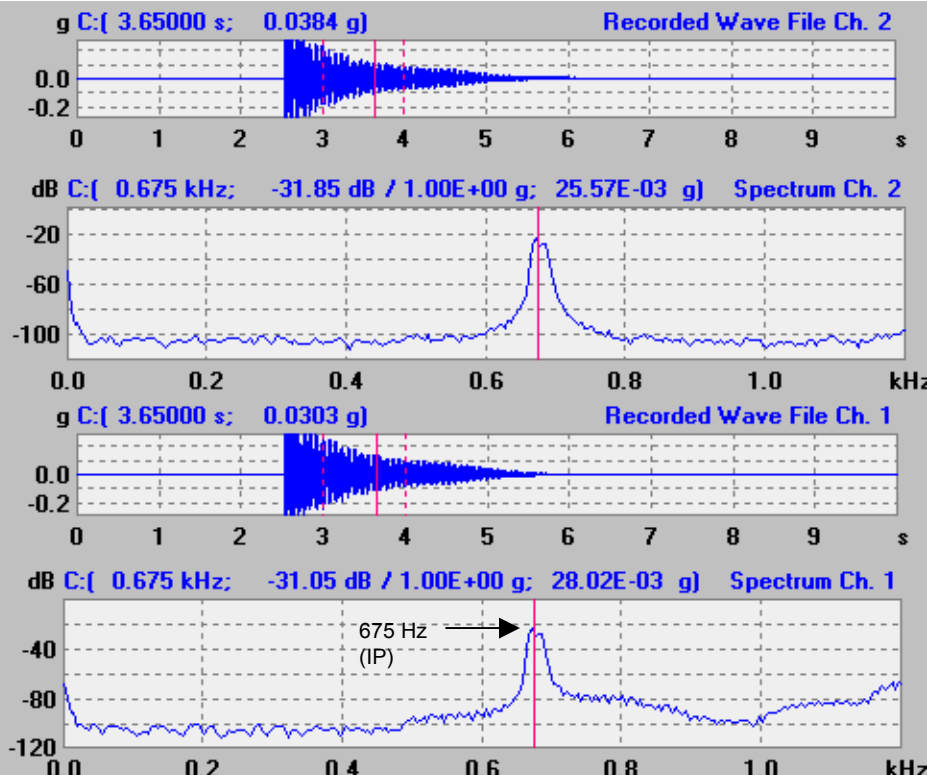 g C:( 3.65000 s; 0.0384 g) Recorded Wave File Ch. 2
0.0
-0.2
0 1 2 3 4 5 6 7 8 9 s
dB C:( 0.675 kHz; -31.85 dB / 1.00E+00 g; 25.57E-03 g) Spectrum Ch. 2
-20
-60
-100
0.0 0.2 0.4 0.6 0.8 1.0 kHz
g C:( 3.65000 s; 0.0303 g) Recorded Wave File Ch. 1
0.0
-0.2
0 1 2 3 4 5 6 7 8 9 s
dB C:( 0.675 kHz; -31.05 dB / 1.00E+00 g; 28.02E-03 g) Spectrum Ch. 1
675 Hz
(IP)
-40
-80
-120
0.0 0.2 0.4 0.6 0.8 1.0 kHz